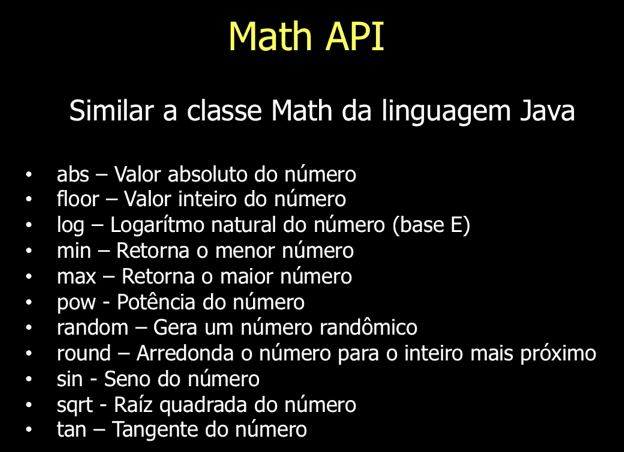 Math API
Similar a classe Math da linguagem Java
• abs – Valor absoluto do número
• floor – Valor inteiro do número
• log – Logarítmo natural do número (base E)
• min – Retorna o menor número
• max – Retorna o maior número
• pow - Potência do número
• random – Gera um número randômico
• round – Arredonda o número para o inteiro mais próximo
• sin - Seno do número
• sqrt - Raíz quadrada do número
• tan – Tangente do número